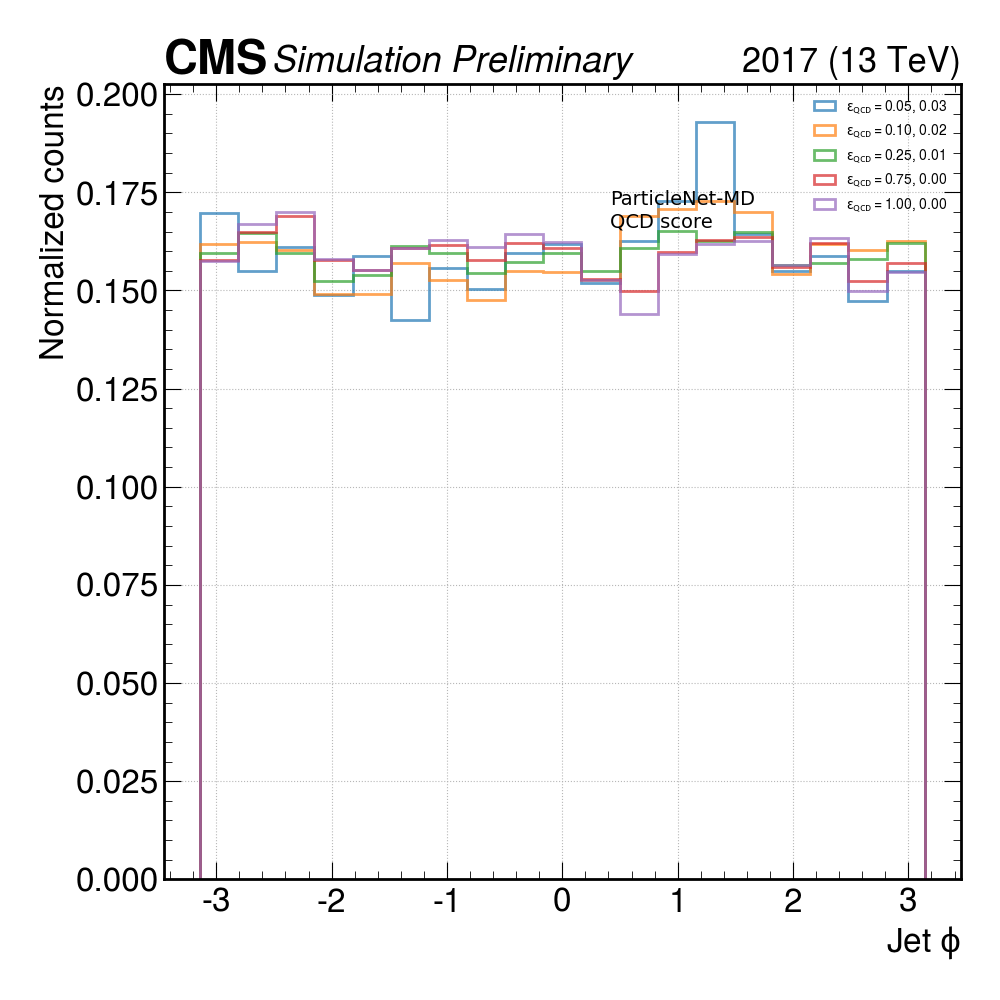 CMS Simulation Preliminary 2017 (13 TeV)
Normalized counts
0.200
0.175
0.150
0.125
0.100
0.075
0.050
0.025
0.000
εQCD = 0.05, 0.03
εQCD = 0.10, 0.02
εQCD = 0.25, 0.01
εQCD = 0.75, 0.00
εQCD = 1.00, 0.00
ParticleNet-MD
QCD score
-3 -2 -1 0 1 2 3
Jet ϕ